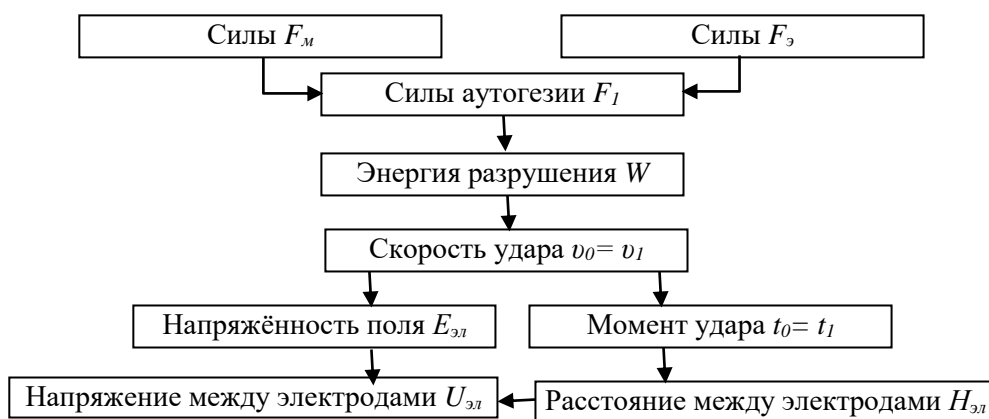 Силы Fм
Силы Fэ
Силы аутогезии F1
Энергия разрушения W
Скорость удара υ0= υ1
Напряжённость поля Eэл
Момент удара t0= t1
Напряжение между электродами Uэл
Расстояние между электродами Hэл